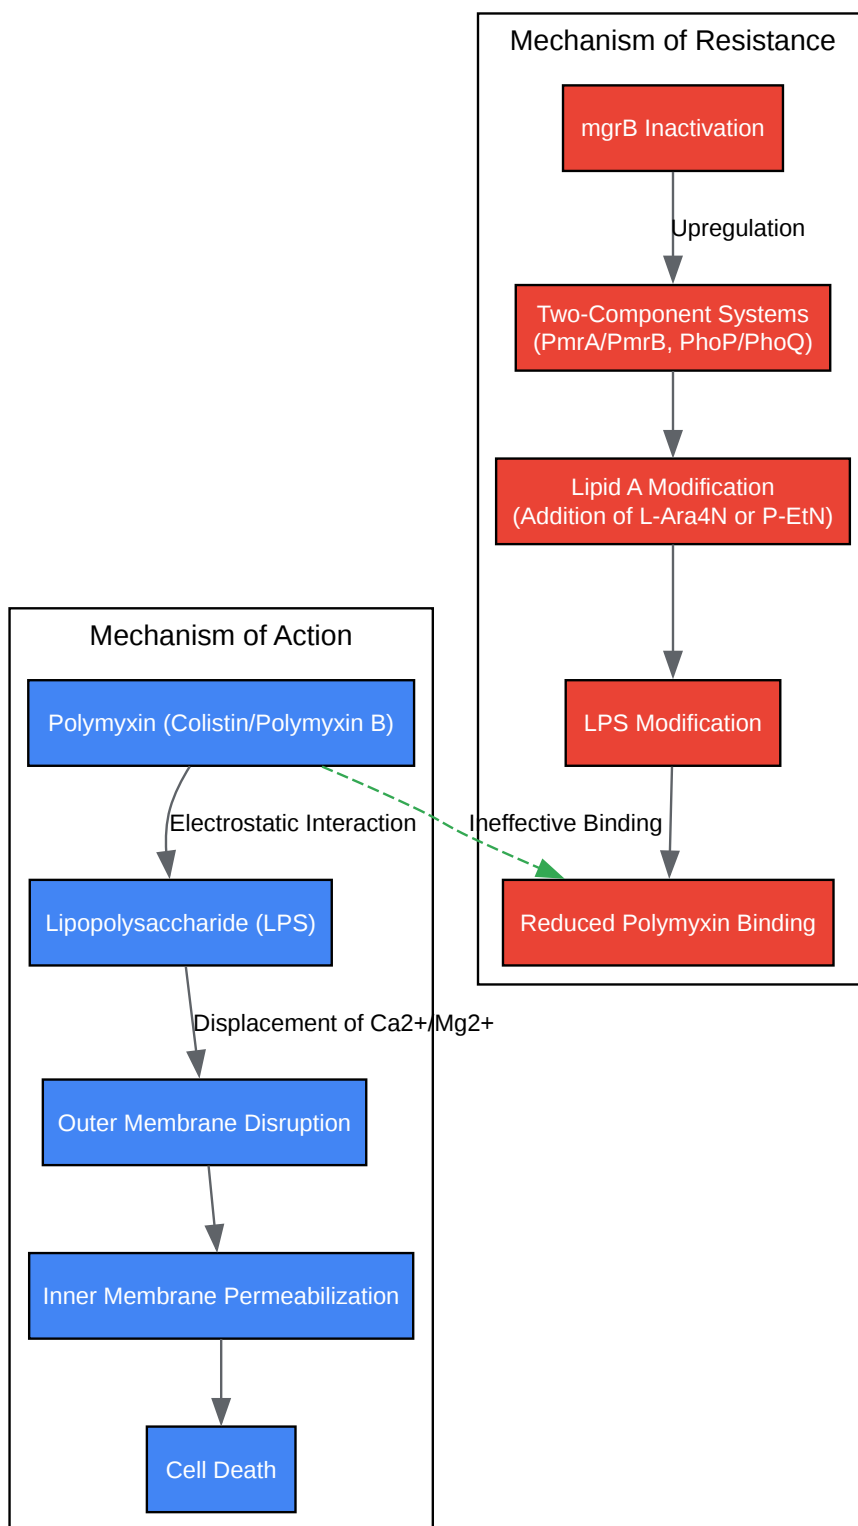 Mechanism of Resistance
mgrB Inactivation
Upregulation
Two-Component Systems
(PmrA/PmrB, PhoP/PhoQ)
Lipid A Modification
(Addition of L-Ara4N or P-EtN)
LPS Modification
Ineffective Binding
Reduced Polymyxin Binding
Mechanism of Action
Polymyxin (Colistin/Polymyxin B)
Electrostatic Interaction
Lipopolysaccharide (LPS)
Displacement of Ca2+/Mg2+
Outer Membrane Disruption
Inner Membrane Permeabilization
Cell Death